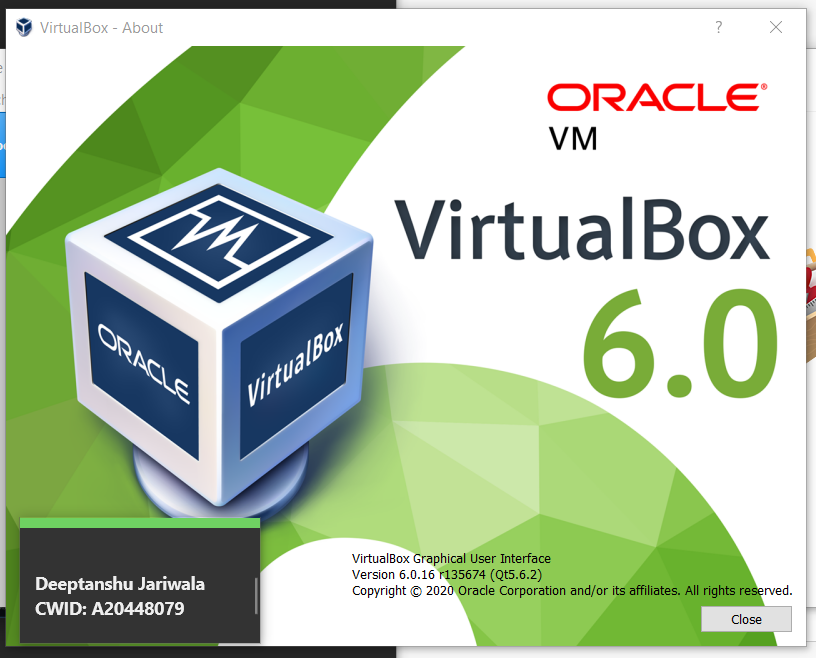 VirtualBox - About
?
ORACLE®
VM
VirtualBox
6.0
ORACLE
VirtualBox
Deeptanshu Jariwala
CWID: A20448079
VirtualBox Graphical User Interface
Version 6.0.16 r135674 (Qt5.6.2)
Copyright © 2020 Oracle Corporation and/or its affiliates. All rights reserved.
Close